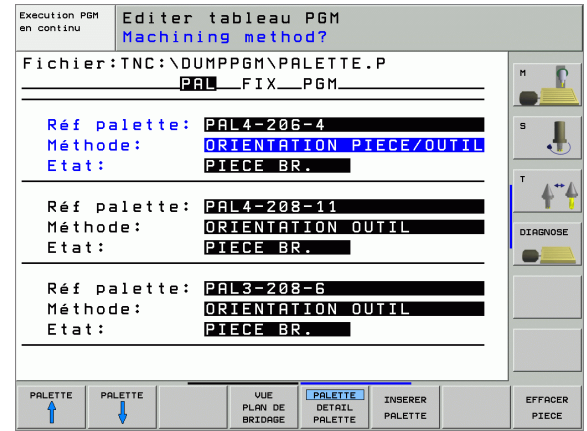 Execution PGM
en continu
Editer tableau PGM
Machining method?
Fichier:TNC:\DUMPPGM\PALETTE.P
PAL FIX PGM
Réf palette: PAL4-206-4
Méthode: ORIENTATION PIECE/OUTIL
Etat: PIECE BR.
Réf palette: PAL4-208-11
Méthode: ORIENTATION OUTIL
Etat: PIECE BR.
Réf palette: PAL3-208-6
Méthode: ORIENTATION OUTIL
Etat: PIECE BR.
M
S
T
DIAGNOSE
PALETTE
PALETTE
VUE
PLAN DE
BRIDAGE
PALETTE
DETAIL
PALETTE
INSERER
PALETTE
EFFACER
PIECE